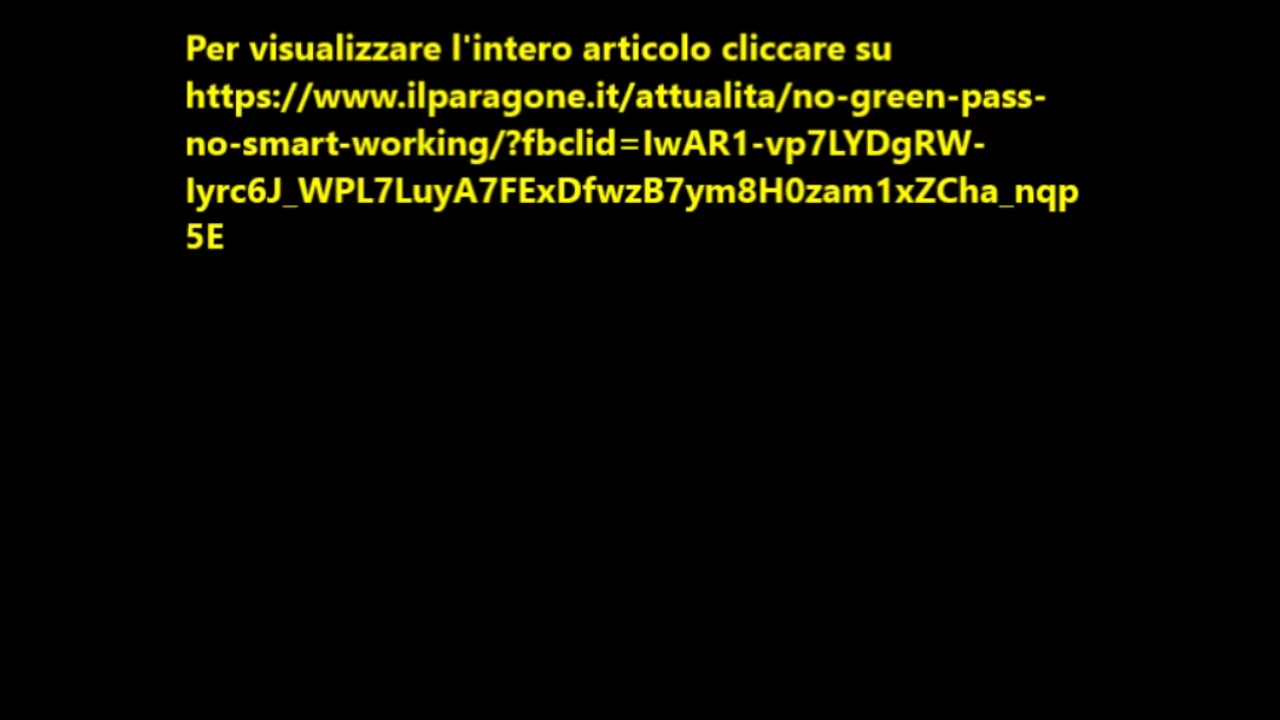 Per visualizzare l'intero articolo cliccare su
https://www.ilparagone.it/attualita/no-green-pass-
no-smart-working/?fbclid=IwAR1-vp7LYDgRW-
Iyrc6J_WPL7LuyA7FExDfwzB7ym8H0zam1xZCha_nqp
5E